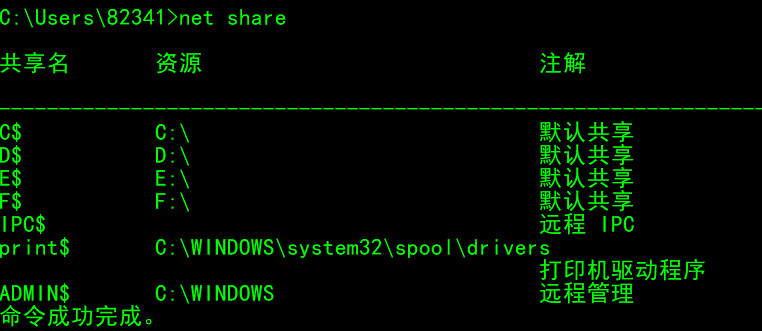 C:\Users\82341>net share
共享名 资源 注解
-------------------------------------------------------------------------------
C$ C:\ 默认共享
D$ D:\ 默认共享
E$ E:\ 默认共享
F$ F:\ 默认共享
IPC$ 远程 IPC
print$ C:\WINDOWS\system32\spool\drivers
打印机驱动程序
ADMIN$ C:\WINDOWS 远程管理
命令成功完成。